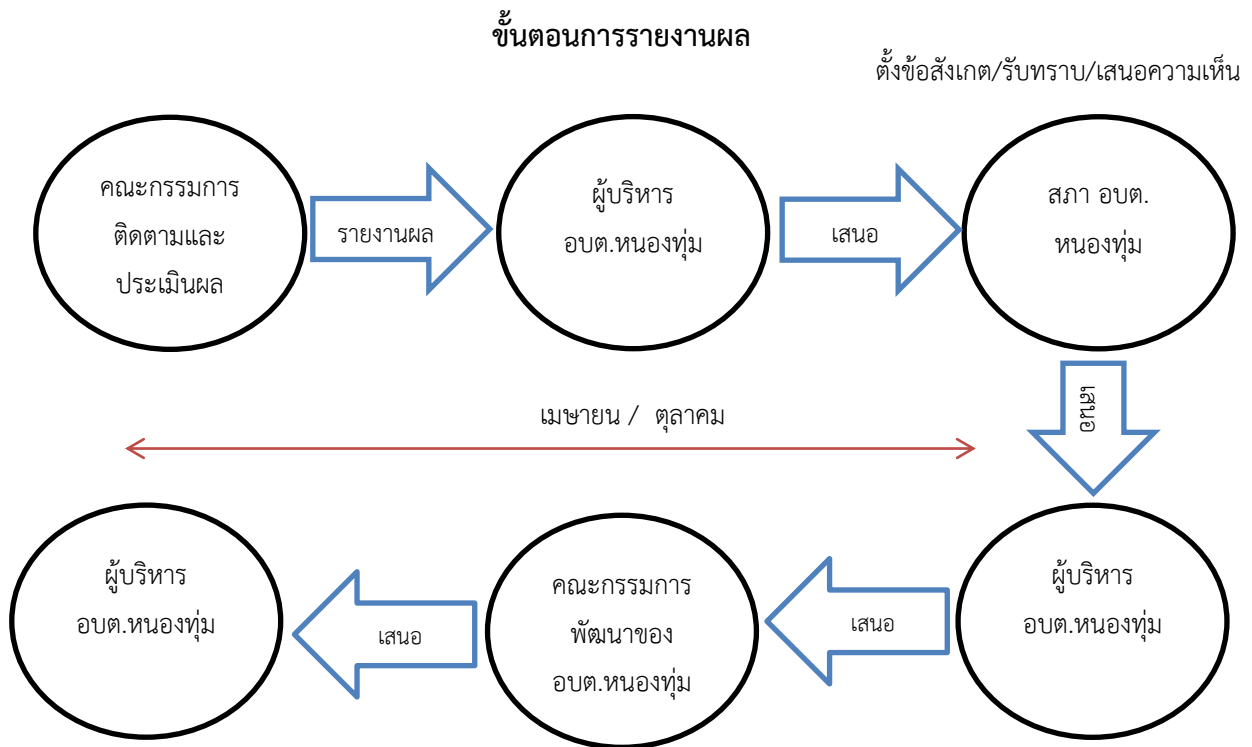 ขั้นตอนการรายงานผล
ตั้งข้อสังเกต/รับทราบ/เสนอความเห็น
คณะกรรมการ
ติดตามและ
ประเมินผล
รายงานผล
ผู้บริหาร
อบต.หนองทุ่ม
เสนอ
สภา อบต.
หนองทุ่ม
เสนอ
เมษายน / ตุลาคม
ผู้บริหาร
อบต.หนองทุ่ม
เสนอ
คณะกรรมการ
พัฒนาของ
อบต.หนองทุ่ม
เสนอ
ผู้บริหาร
อบต.หนองทุ่ม